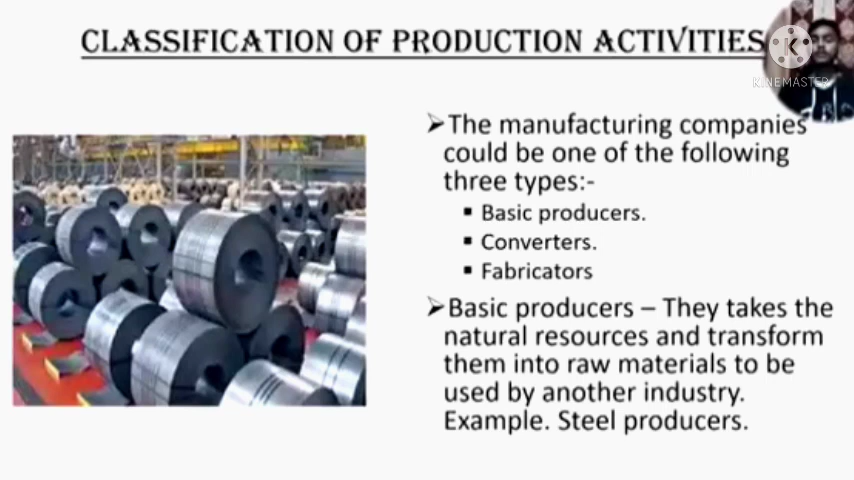 CLASSIFICATION OF PRODUCTION ACTIVITIES
K
KINEMASTER
➢The manufacturing companies
could be one of the following
three types:-
▪ Basic producers.
▪ Converters.
▪ Fabricators
➢Basic producers – They takes the
natural resources and transform
them into raw materials to be
used by another industry.
Example. Steel producers.